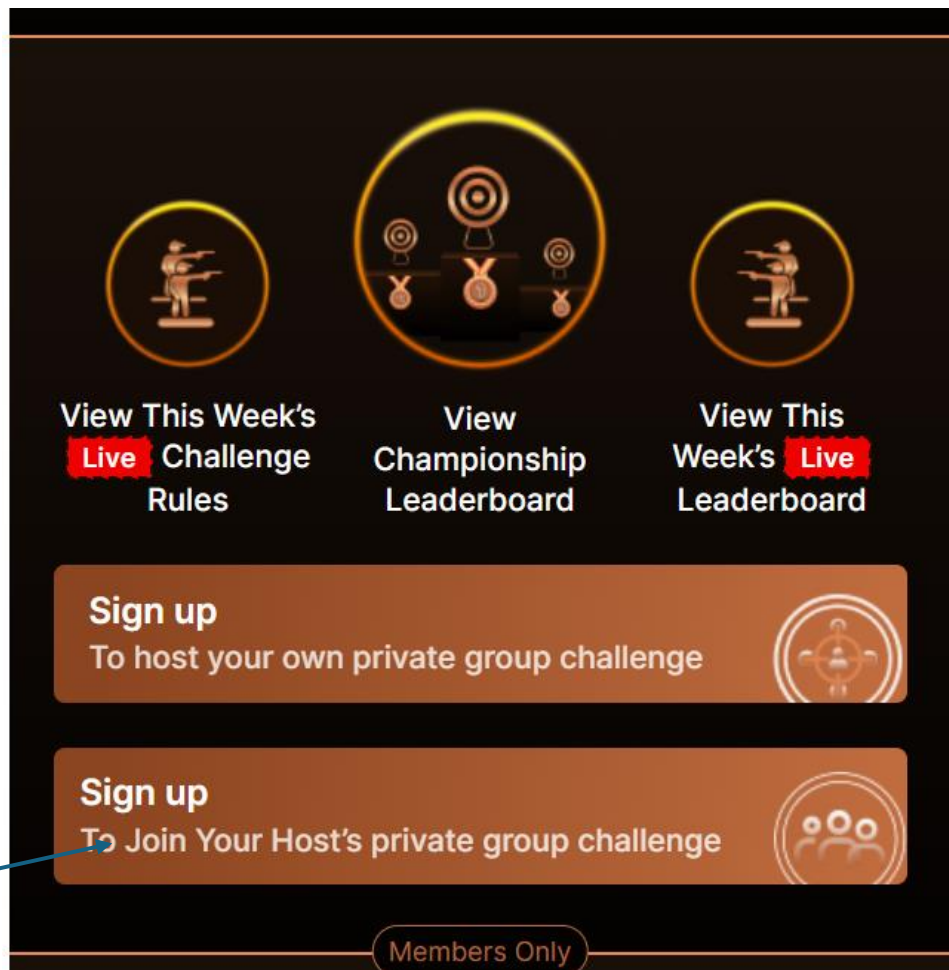 View This Week's
Live Challenge
Rules
View
Championship
Leaderboard
View This
Week's Live
Leaderboard
Sign up
To host your own private group challenge
Sign up
To Join Your Host's private group challenge
Members Only